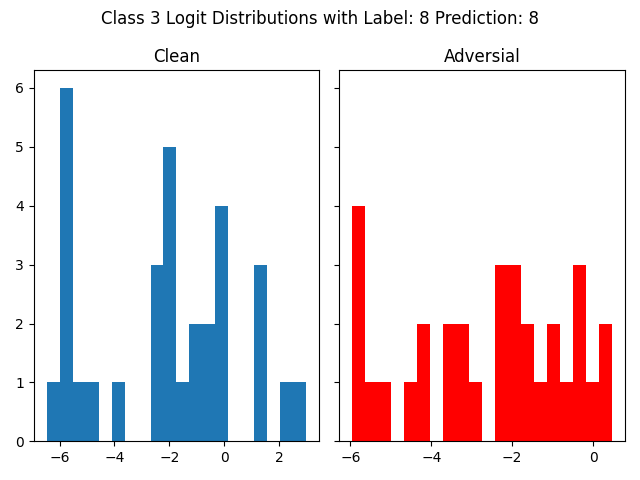 Class 3 Logit Distributions with Label: 8 Prediction: 8
Clean
Adversial
6
5
4
3
2
1
0
−6 −4 −2 0 2
−6 −4 −2 0